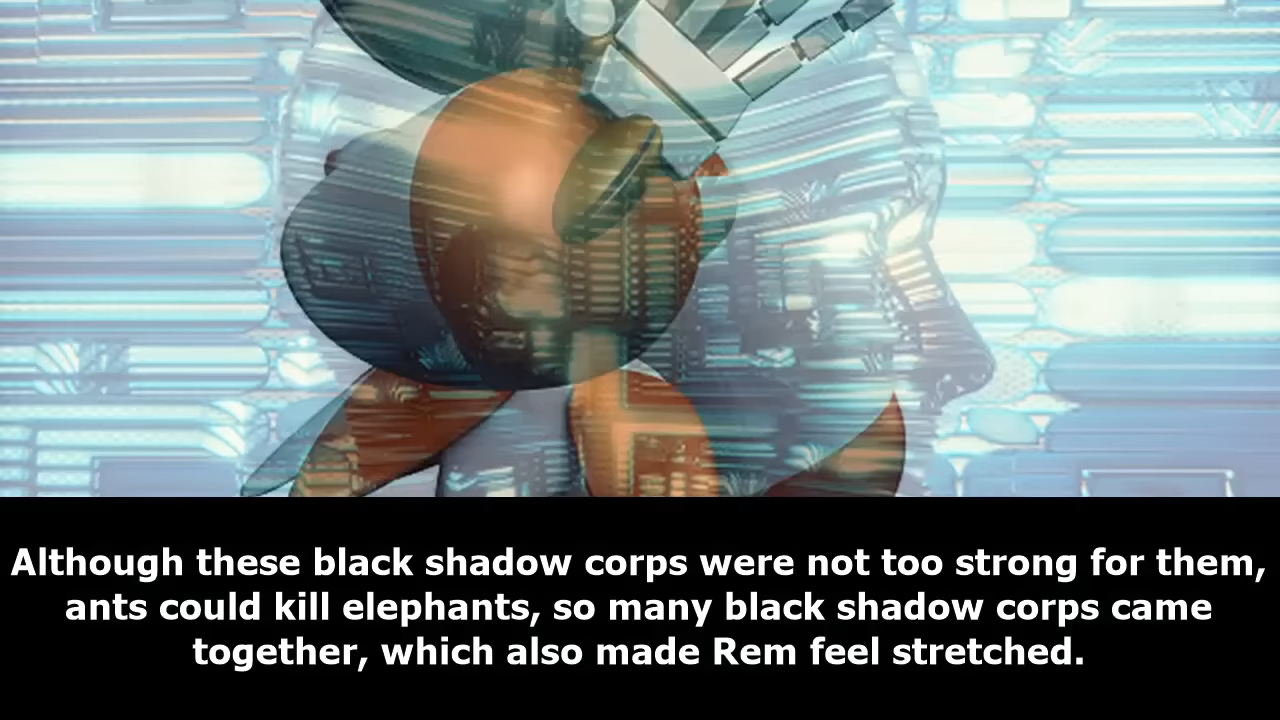 Although these black shadow corps were not too strong for them,
ants could kill elephants, so many black shadow corps came
together, which also made Rem feel stretched.